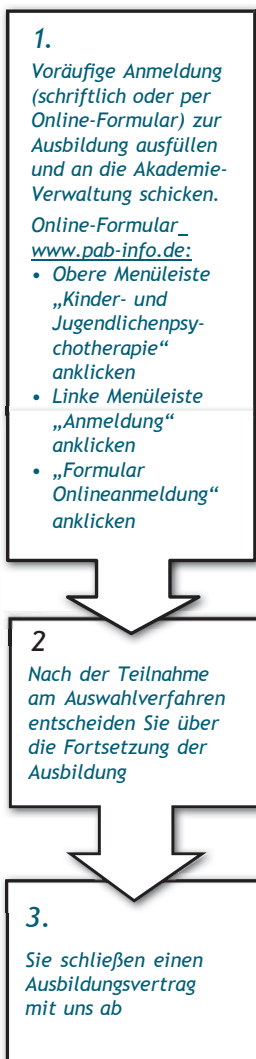 1.
Voräufige Anmeldung
(schriftlich oder per
Online-Formular) zur
Ausbildung ausfüllen
und an die Akademie-
Verwaltung schicken.
Online-Formular
www.pab-info.de:
• Obere Menüleiste
„Kinder- und
Jugendlichenpsy-
chotherapie“
anklicken
• Linke Menüleiste
„Anmeldung“
anklicken
• „Formular
Onlineanmeldung“
anklicken
2
Nach der Teilnahme
am Auswahlverfahren
entscheiden Sie über
die Fortsetzung der
Ausbildung
3.
Sie schließen einen
Ausbildungsvertrag
mit uns ab